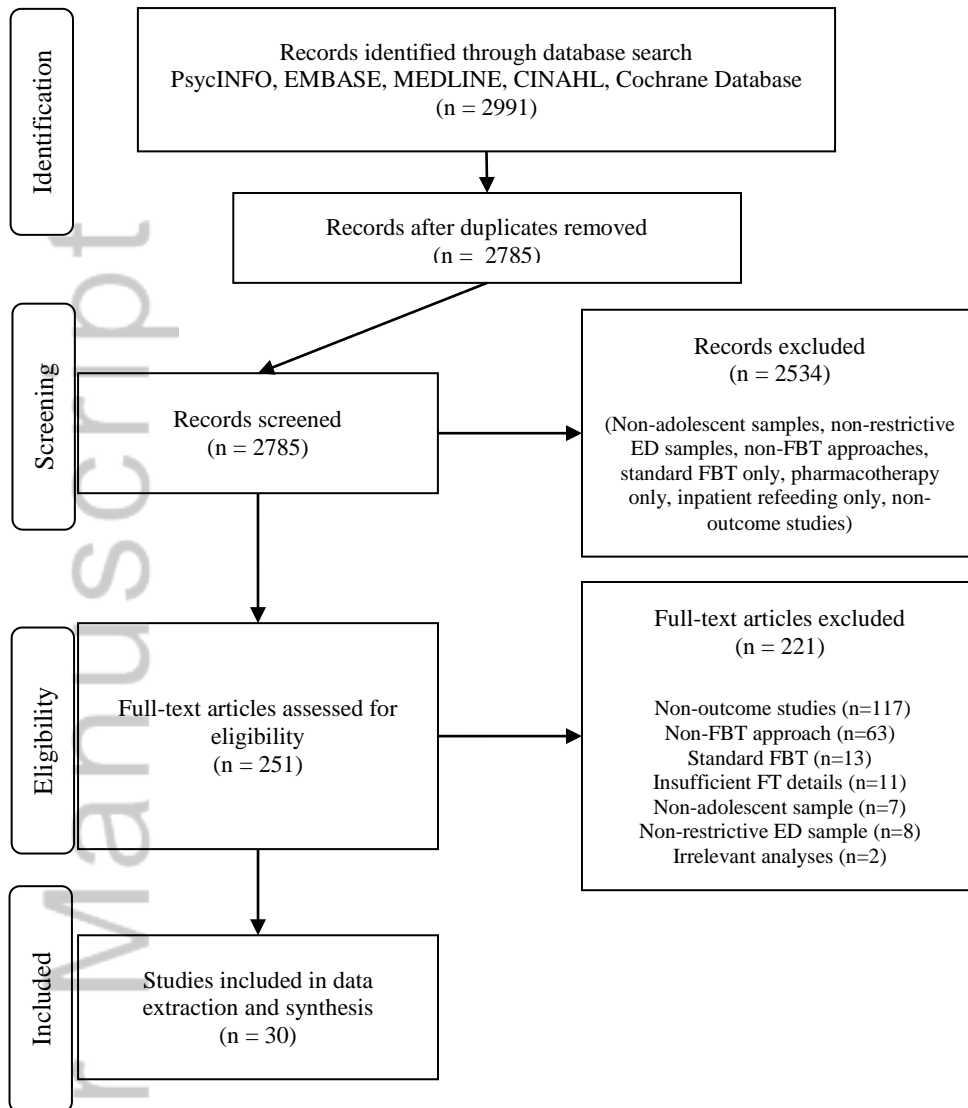 Identification
Records identified through database search
PsycINFO, EMBASE, MEDLINE, CINAHL, Cochrane Database
(n = 2991)
Records after duplicates removed
(n = 2785)
Screening
Records screened
(n = 2785)
Records excluded
(n = 2534)
(Non-adolescent samples, non-restrictive
ED samples, non-FBT approaches,
standard FBT only, pharmacotherapy
only, inpatient refeeding only, non-
outcome studies)
Eligibility
Full-text articles assessed for
eligibility
(n = 251)
Full-text articles excluded
(n = 221)
Non-outcome studies (n=117)
Non-FBT approach (n=63)
Standard FBT (n=13)
Insufficient FT details (n=11)
Non-adolescent sample (n=7)
Non-restrictive ED sample (n=8)
Irrelevant analyses (n=2)
Included
Studies included in data
extraction and synthesis
(n = 30)
r Manuscript